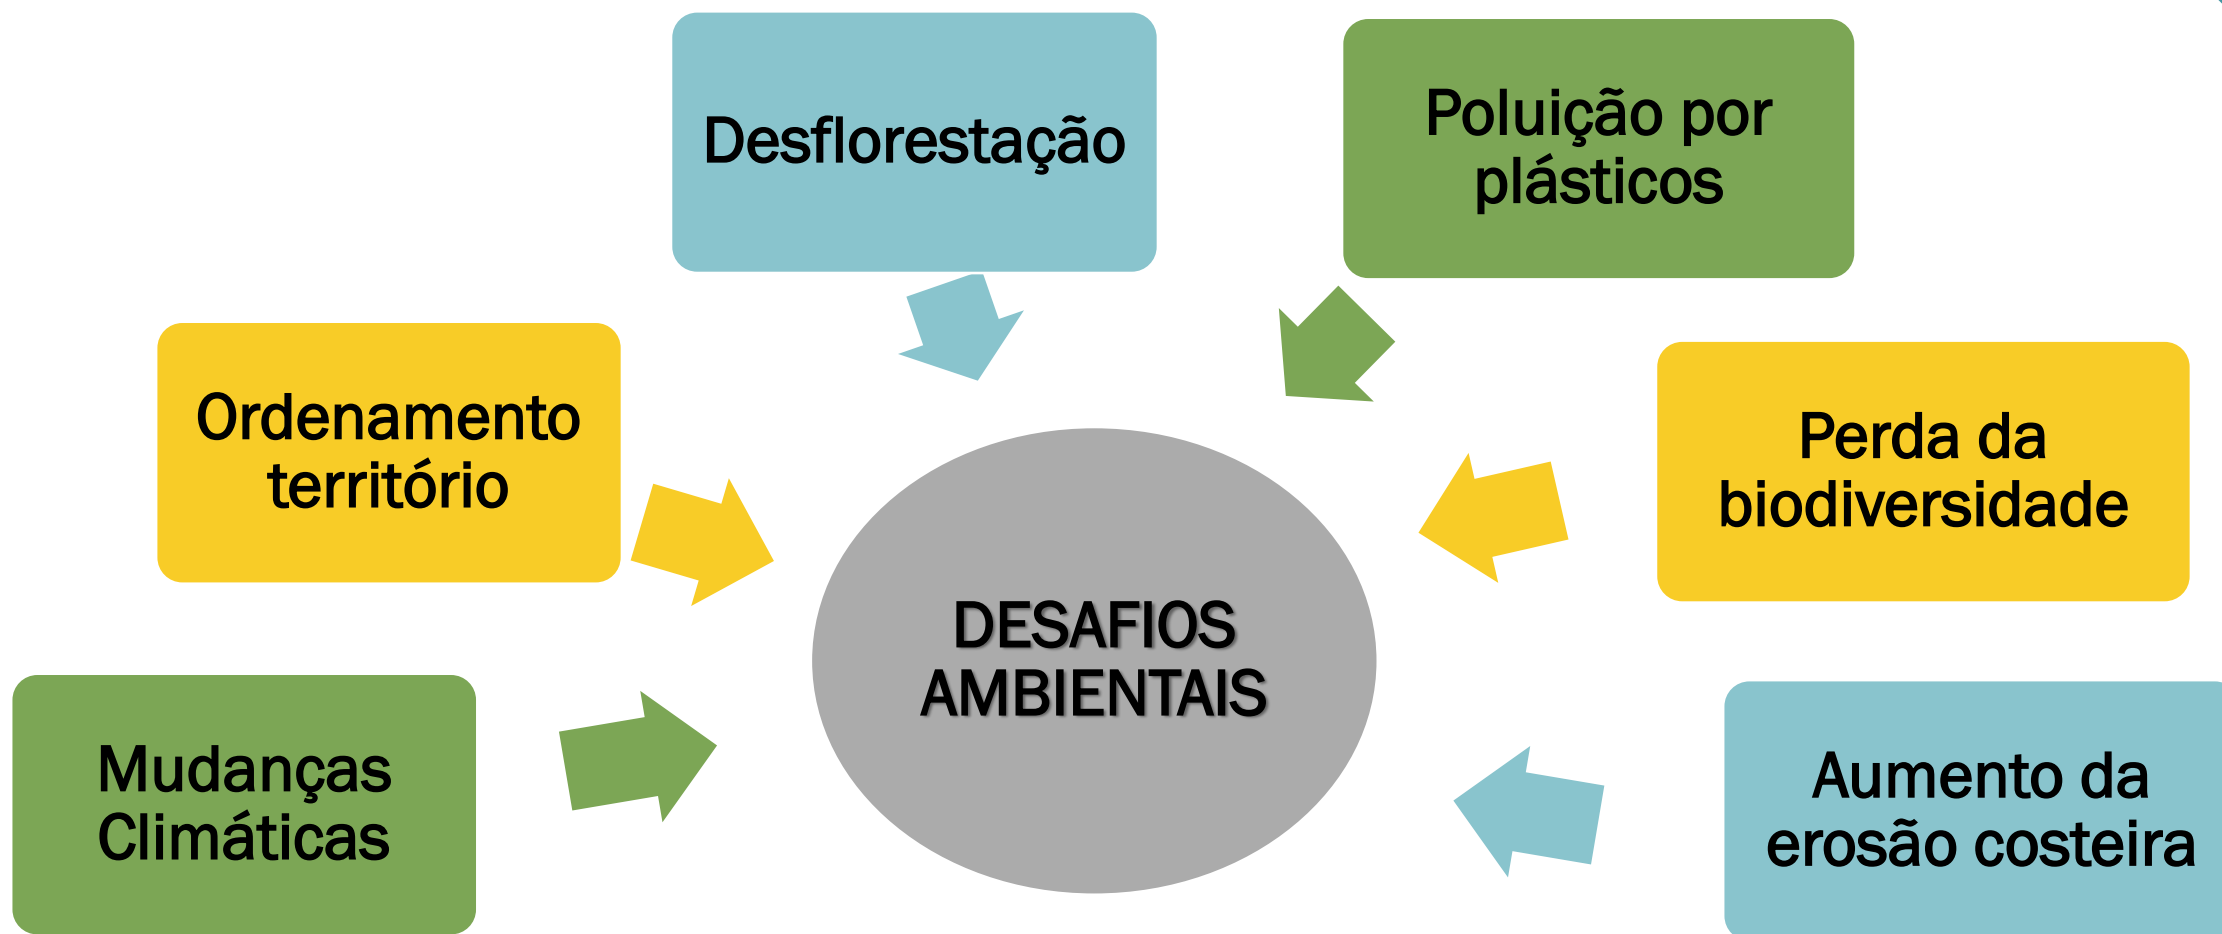 Desflorestação
Poluição por
plásticos
Ordenamento
território
Perda da
biodiversidade
DESAFIOS
AMBIENTAIS
Mudanças
Climáticas
Aumento da
erosão costeira